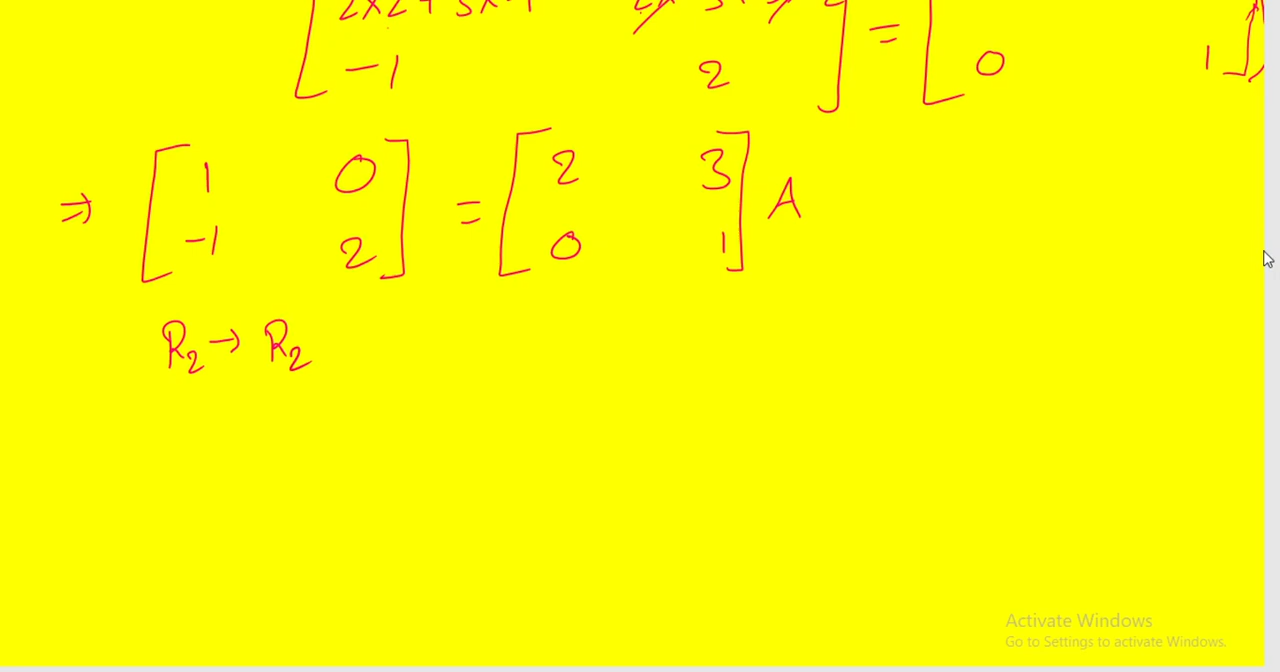 -1 2 = 0 1
⇒ [ 1 0 ] = [ 2 3 ] A
-1 2 0 1
R₂ → R₂
Activate Windows
Go to Settings to activate Windows.